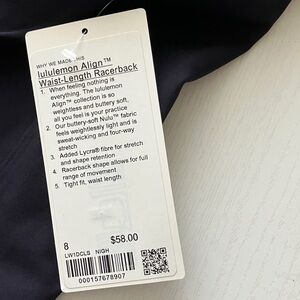 WHY WE MADE THIS
lululemon Align™
Waist-Length Racerback
1. When feeling nothing is
everything. The lululemon
Align™ collection is so
weightless and buttery soft,
all you feel is your practice
2. Our buttery-soft Nulu™ fabric
feels weightlessly light and is
sweat-wicking and four-way
stretch
3. Added Lycra® fibre for stretch
and shape retention
4. Racerback shape allows for full
range of movement
5. Tight fit, waist length
8 $58.00
LW1DCLS NIGH
000157678907